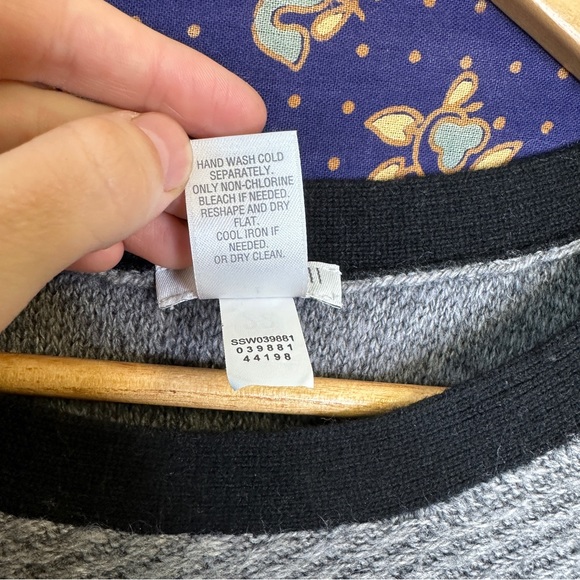 HAND WASH COLD
SEPARATELY.
ONLY NON-CHLORINE
BLEACH IF NEEDED.
RESHAPE AND DRY
FLAT.
COOL IRON IF
NEEDED.
OR DRY CLEAN.
SSW039881
039881
44198